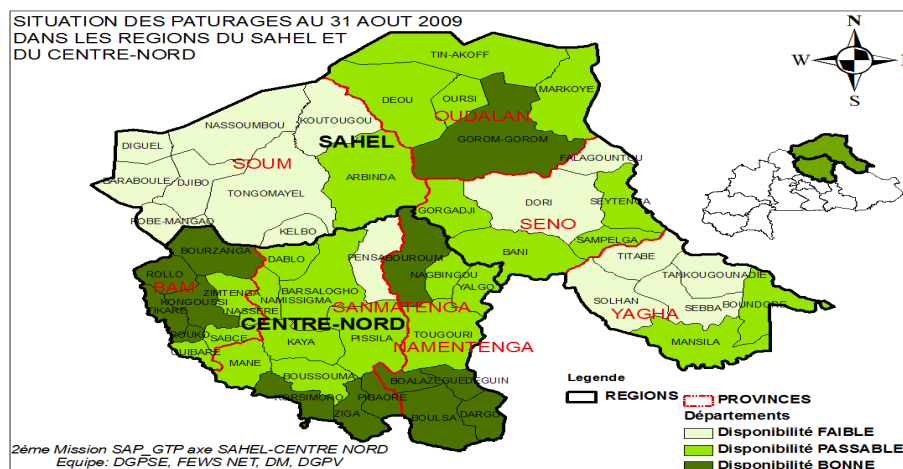 SITUATION DES PATURAGES AU 31 AOUT 2009
DANS LES REGIONS DU SAHEL ET
DU CENTRE-NORD
N
W
E
S
TIN-AKOFF
DEOU
OURSI
MARKOYE
OUDALAN
GOROM-GOROM
KOUTOUGOU
NASSOUMBOU
SAHEL
DIGUEL
SOUM
FALAGOUNTOU
BARABOULE
DJIBO
ARBINDA
TONGOMAYEL
DORI
SEYTENGA
GORGADJI
POBE-MANGAO
SENO
KELBO
SAMPELGA
BOURZANGA
DABLO
PENSA
BOUROUM
BANI
TITABE
ROLLO
NAGBINGOU
TANKOUGOUNADIE
BAM
ZIMTENGA
BARSALOGHO
YALGO
KONGOUSSI
NAMISSIGMA
SOLHAN
BOUNDORE
TIKARE
NASSERE
SANMATENGA
SEBBA
YAGHA
CENTRE-NORD
ROUKO
SABCE
KAYA
PISSILA
TOUGOURI
MANSILA
GUIBARE
NAMENTENGA
MANE
BOUSSOUMA
BOALA
ZEGUEDEGUIN
KORSIMORO
PIBAORE
ZIGA
BOULSA
DARGO
Legende
REGIONS
PROVINCES
Départements
Disponibilité FAIBLE
Disponibilité PASSABLE
Disponibilité BONNE
2ème Mission SAP_GTP axe SAHEL-CENTRE NORD
Equipe: DGPSE, FEWS NET, DM, DGPV